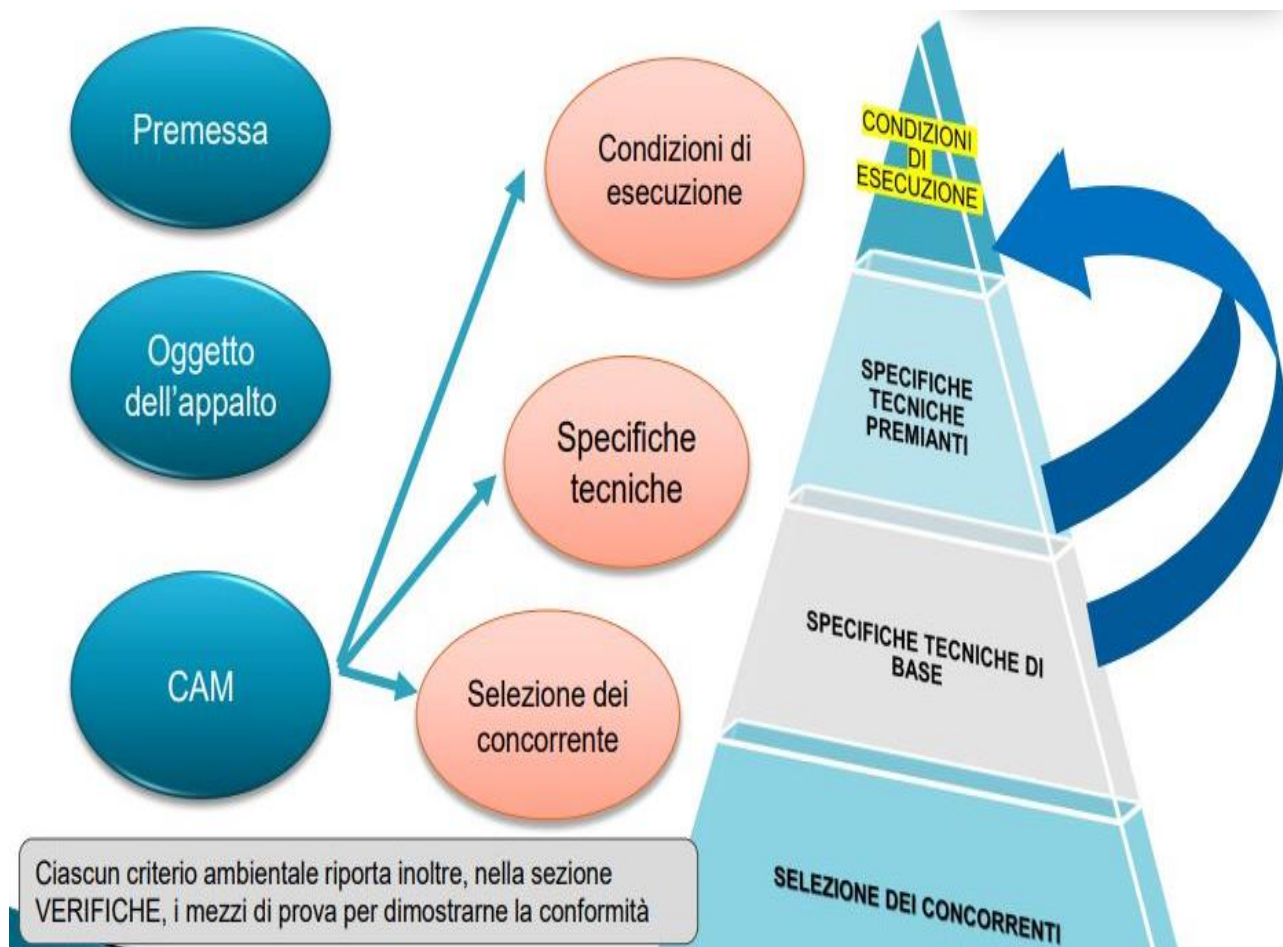 Premessa
Oggetto
dell'appalto
CAM
Condizioni di
esecuzione
Specifiche
tecniche
Selezione dei
concorrente
CONDIZIONI
DI
ESECUZIONE
SPECIFICHE
TECNICHE
PREMIANTI
SPECIFICHE TECNICHE DI
BASE
SELEZIONE DEI CONCORRENTI
Ciascun criterio ambientale riporta inoltre, nella sezione
VERIFICHE, i mezzi di prova per dimostrarne la conformità